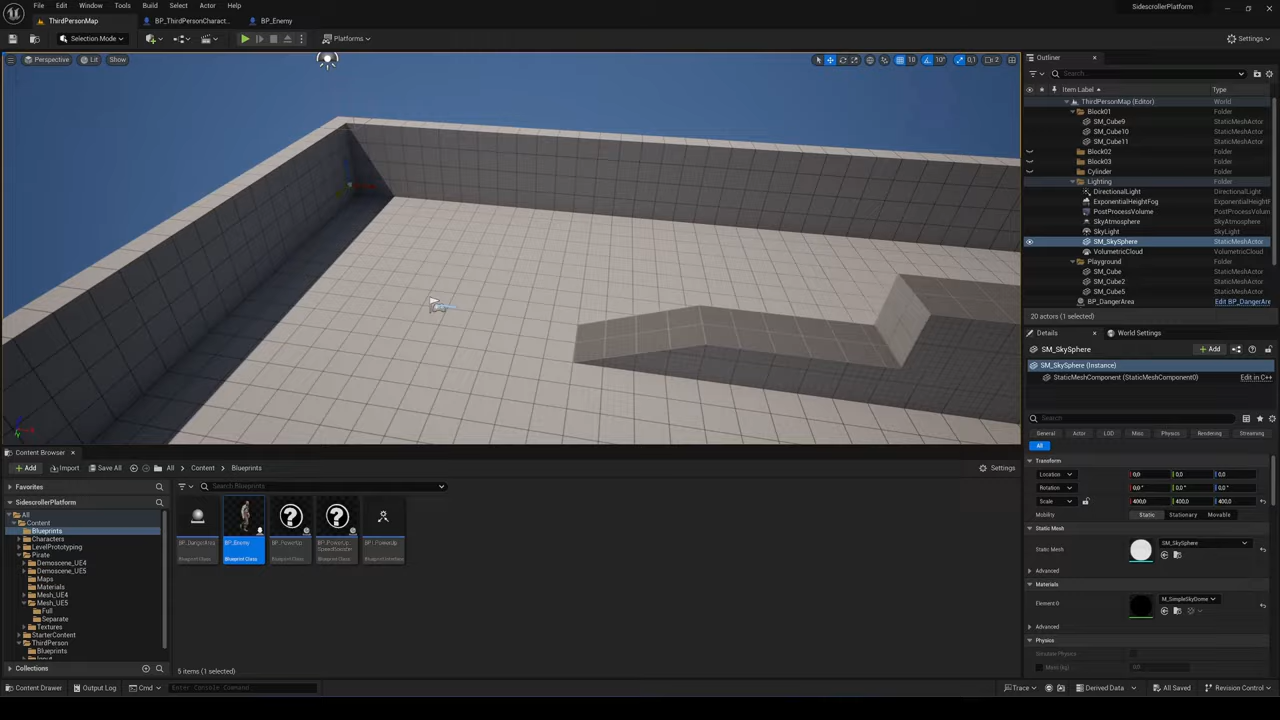 File Edit Window Tools Build Select Actor Help
SidescrollerPlatform
ThirdPersonMap BP_ThirdPersonCharact... BP_Enemy
Selection Mode Platforms Settings
Perspective Lit Show
10 10° 0,1 2
Outliner
Search...
Item Label Type
ThirdPersonMap (Editor) World
Block01 Folder
SM_Cube9 StaticMeshActor
SM_Cube10 StaticMeshActor
SM_Cube11 StaticMeshActor
Block02 Folder
Block03 Folder
Cylinder Folder
Lighting Folder
DirectionalLight DirectionalLight
ExponentialHeightFog ExponentialHeightF
PostProcessVolume PostProcessVolum
SkyAtmosphere SkyAtmosphere
SkyLight SkyLight
SM_SkySphere StaticMeshActor
VolumetricCloud VolumetricCloud
Playground Folder
SM_Cube StaticMeshActor
SM_Cube2 StaticMeshActor
SM_Cube5 StaticMeshActor
BP_DangerArea Edit BP_DangerAre
20 actors (1 selected)
Details World Settings
SM_SkySphere Add
SM_SkySphere (Instance)
StaticMeshComponent (StaticMeshComponent0) Edit in C++
Search
General Actor LOD Misc Physics Rendering Streaming
All
Transform
Location 0,0 0,0 0,0
Rotation 0,0 ° 0,0 ° 0,0 °
Scale 400,0 400,0 400,0
Mobility Static Stationary Movable
Static Mesh
Static Mesh SM_SkySphere
Advanced
Materials
Element 0 M_SimpleSkyDome
Advanced
Physics
Simulate Physics
Mass (kg) 0,0
Content Browser
Add Import Save All All Content Blueprints Settings
Favorites
Search Blueprints
SidescrollerPlatform
All
Content
Blueprints
Characters
LevelPrototyping
Pirate
Demoscene_UE4
Demoscene_UE5
Maps
Materials
Mesh_UE4
Mesh_UE5
Full
Separate
Textures
StarterContent
ThirdPerson
Blueprints
Input
Collections
BP_DangerArea BP_Enemy BP_PowerUp BP_PowerUp_
Blueprint Class Blueprint Class Blueprint Class Blueprint Class
5 items (1 selected)
Content Drawer Output Log Cmd Enter Console Command Trace Derived Data All Saved Revision Control